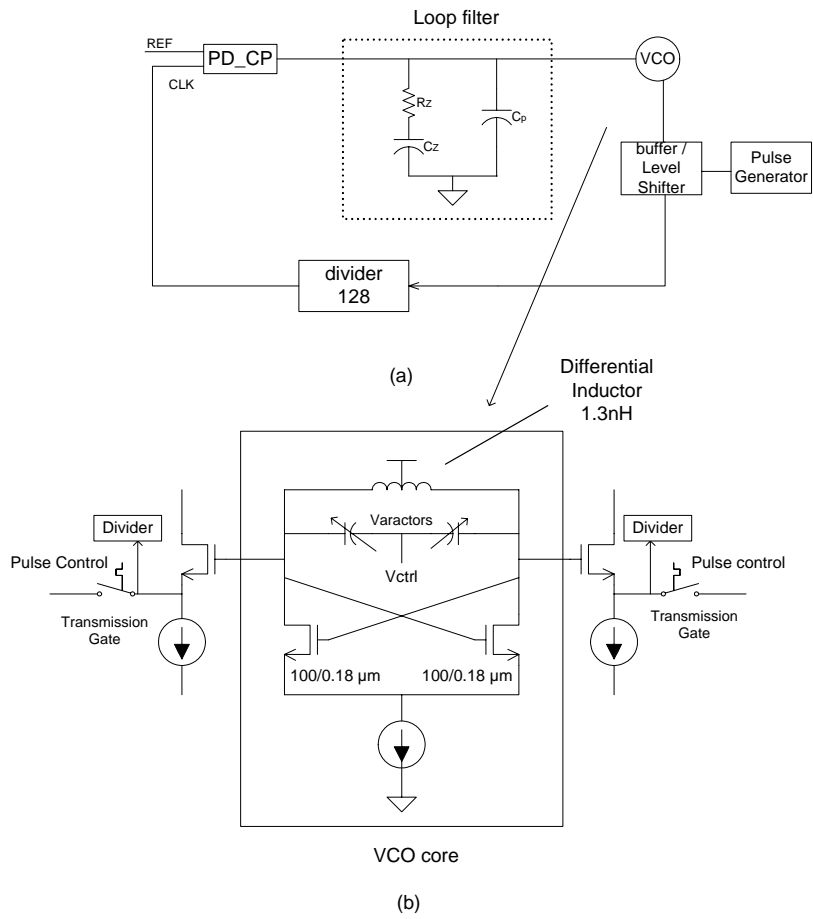 Loop filter
REF
PD_CP
CLK
Rz
Cz
Cp
VCO
buffer /
Level
Shifter
Pulse
Generator
divider
128
(a)
Differential
Inductor
1.3nH
Divider
Pulse Control
Transmission
Gate
Varactors
Vctrl
100/0.18 µm
100/0.18 µm
Divider
Pulse control
Transmission
Gate
VCO core
(b)